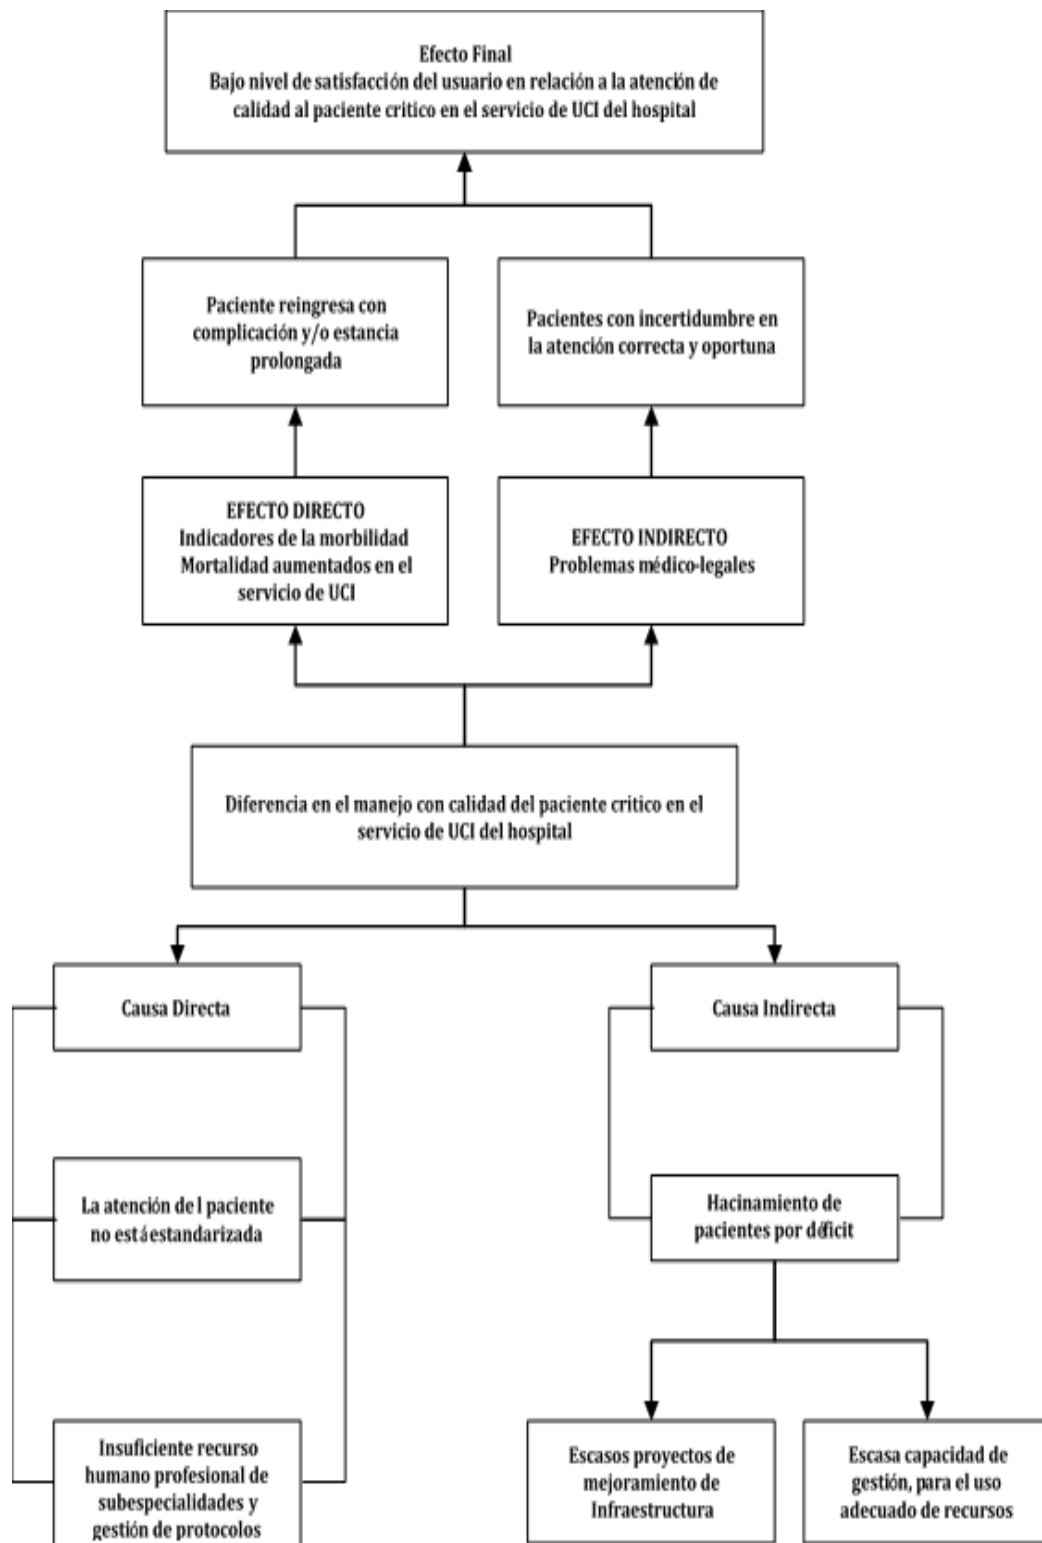 Efecto Final
Bajo nivel de satisfacción del usuario en relación a la atención de
calidad al paciente critico en el servicio de UCI del hospital
Paciente reingresa con
complicación y/o estancia
prolongada
Pacientes con incertidumbre en
la atención correcta y oportuna
EFECTO DIRECTO
Indicadores de la morbilidad
Mortalidad aumentados en el
servicio de UCI
EFECTO INDIRECTO
Problemas médico-legales
Diferencia en el manejo con calidad del paciente critico en el
servicio de UCI del hospital
Causa Directa
Causa Indirecta
La atención del paciente
no está estandarizada
Hacinamiento de
pacientes por déficit
Insuficiente recurso
humano profesional de
subespecialidades y
gestión de protocolos
Escasos proyectos de
mejoramiento de
Infraestructura
Escasa capacidad de
gestión, para el uso
adecuado de recursos